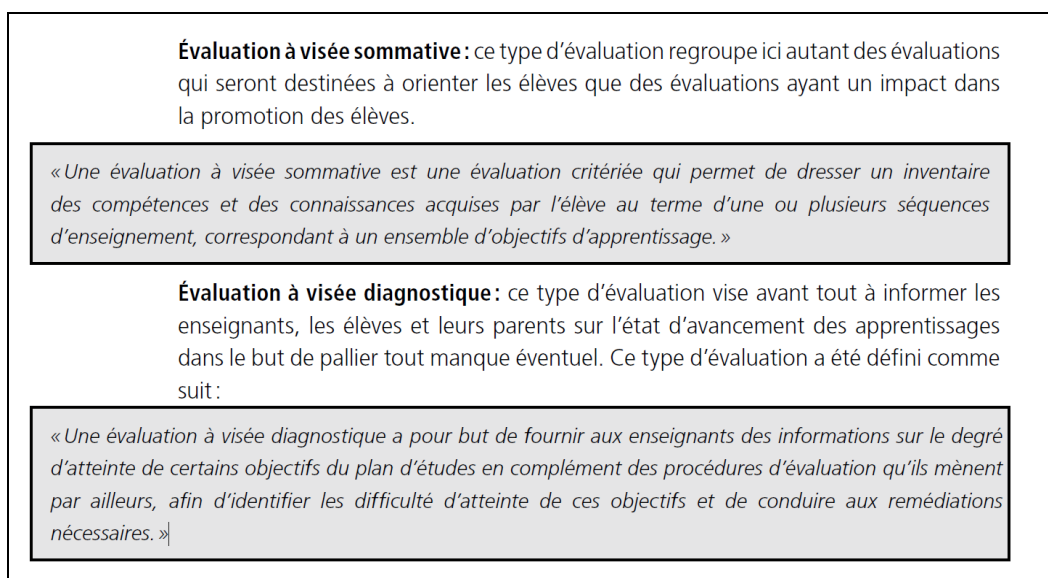 Évaluation à visée sommative : ce type d’évaluation regroupe ici autant des évaluations
qui seront destinées à orienter les élèves que des évaluations ayant un impact dans
la promotion des élèves.
« Une évaluation à visée sommative est une évaluation critériée qui permet de dresser un inventaire
des compétences et des connaissances acquises par l’élève au terme d’une ou plusieurs séquences
d’enseignement, correspondant à un ensemble d’objectifs d’apprentissage. »
Évaluation à visée diagnostique : ce type d’évaluation vise avant tout à informer les
enseignants, les élèves et leurs parents sur l’état d’avancement des apprentissages
dans le but de pallier tout manque éventuel. Ce type d’évaluation a été défini comme
suit :
« Une évaluation à visée diagnostique a pour but de fournir aux enseignants des informations sur le degré
d’atteinte de certains objectifs du plan d’études en complément des procédures d’évaluation qu’ils mènent
par ailleurs, afin d’identifier les difficulté d’atteinte de ces objectifs et de conduire aux remédiations
nécessaires. »